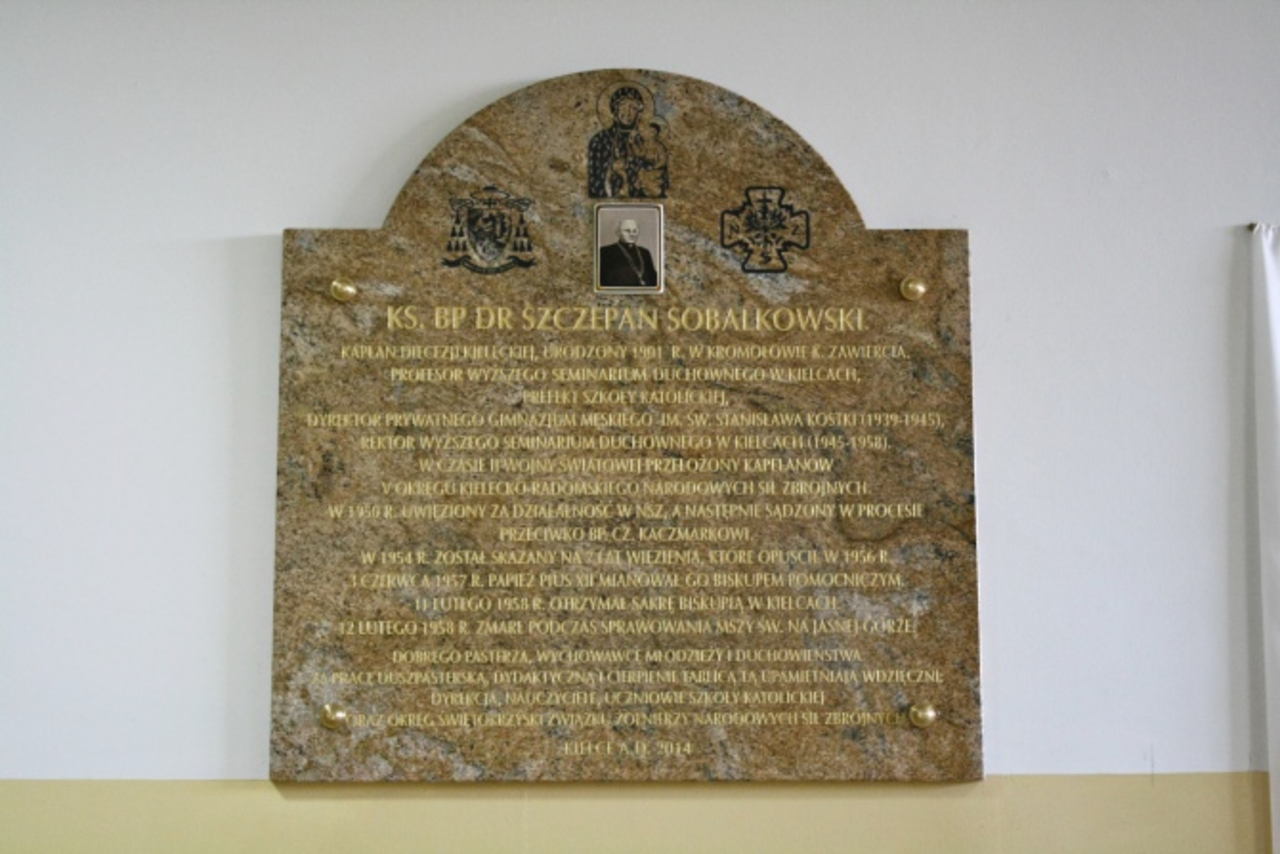 N Z
S
KS. BP DR SZCZEPAN SOBALKOWSKI
KAPŁAN DIECEZJI KIELECKIEJ, URODZONY 1901 R. W KROMOŁOWIE K. ZAWIERCIA,
PROFESOR WYŻSZEGO SEMINARIUM DUCHOWNEGO W KIELCACH,
PREFEKT SZKOŁY KATOLICKIEJ,
DYREKTOR PRYWATNEGO GIMNAZJUM MĘSKIEGO IM. ŚW. STANISŁAWA KOSTKI (1939-1945),
REKTOR WYŻSZEGO SEMINARIUM DUCHOWNEGO W KIELCACH (1945-1958).
W CZASIE II WOJNY ŚWIATOWEJ PRZEŁOŻONY KAPELANÓW
V OKRĘGU KIELECKO-RADOMSKIEGO NARODOWYCH SIŁ ZBROJNYCH.
W 1950 R. UWIĘZIONY ZA DZIAŁALNOŚĆ W NSZ, A NASTĘPNIE SĄDZONY W PROCESIE
PRZECIWKO BP. CZ. KACZMARKOWI.
W 1954 R. ZOSTAŁ SKAZANY NA 7 LAT WIĘZIENIA, KTÓRE OPUŚCIŁ W 1956 R.
3 CZERWCA 1957 R. PAPIEŻ PIUS XII MIANOWAŁ GO BISKUPEM POMOCNICZYM.
11 LUTEGO 1958 R. OTRZYMAŁ SAKRĘ BISKUPIĄ W KIELCACH.
12 LUTEGO 1958 R. ZMARŁ PODCZAS SPRAWOWANIA MSZY ŚW. NA JASNEJ GÓRZE.
DOBREGO PASTERZA, WYCHOWAWCĘ MŁODZIEŻY I DUCHOWIEŃSTWA
ZA PRACĘ DUSZPASTERSKĄ, DYDAKTYCZNĄ I CIERPIENIE TABLICĄ TĄ UPAMIĘTNIAJĄ WDZIĘCZNI:
DYREKCJA, NAUCZYCIELE, UCZNIOWIE SZKOŁY KATOLICKIEJ
ORAZ OKRĘG ŚWIĘTOKRZYSKI ZWIĄZKU ŻOŁNIERZY NARODOWYCH SIŁ ZBROJNYCH
KIELCE A.D. 2014